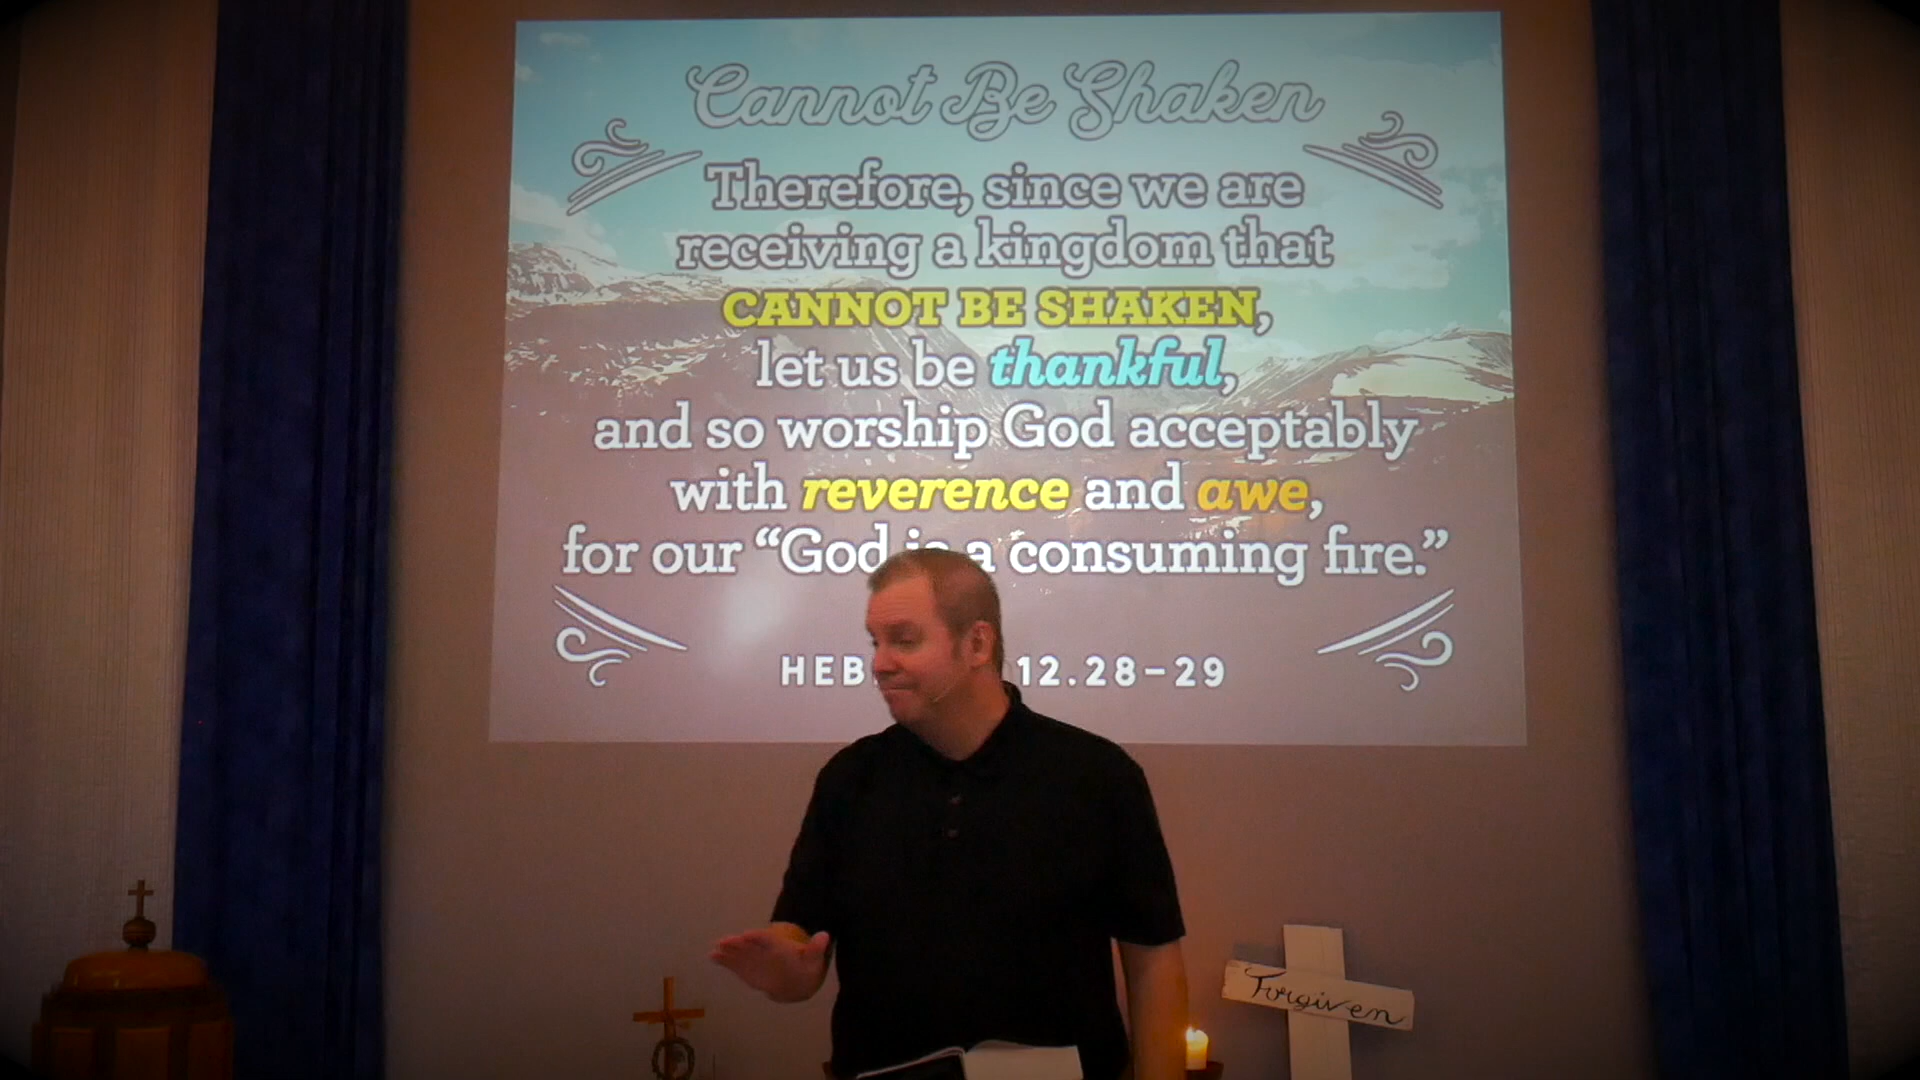 Cannot Be Shaken
Therefore, since we are
receiving a kingdom that
CANNOT BE SHAKEN,
let us be thankful,
and so worship God acceptably
with reverence and awe,
for our “God is a consuming fire.”
12.28–29
Forgiven